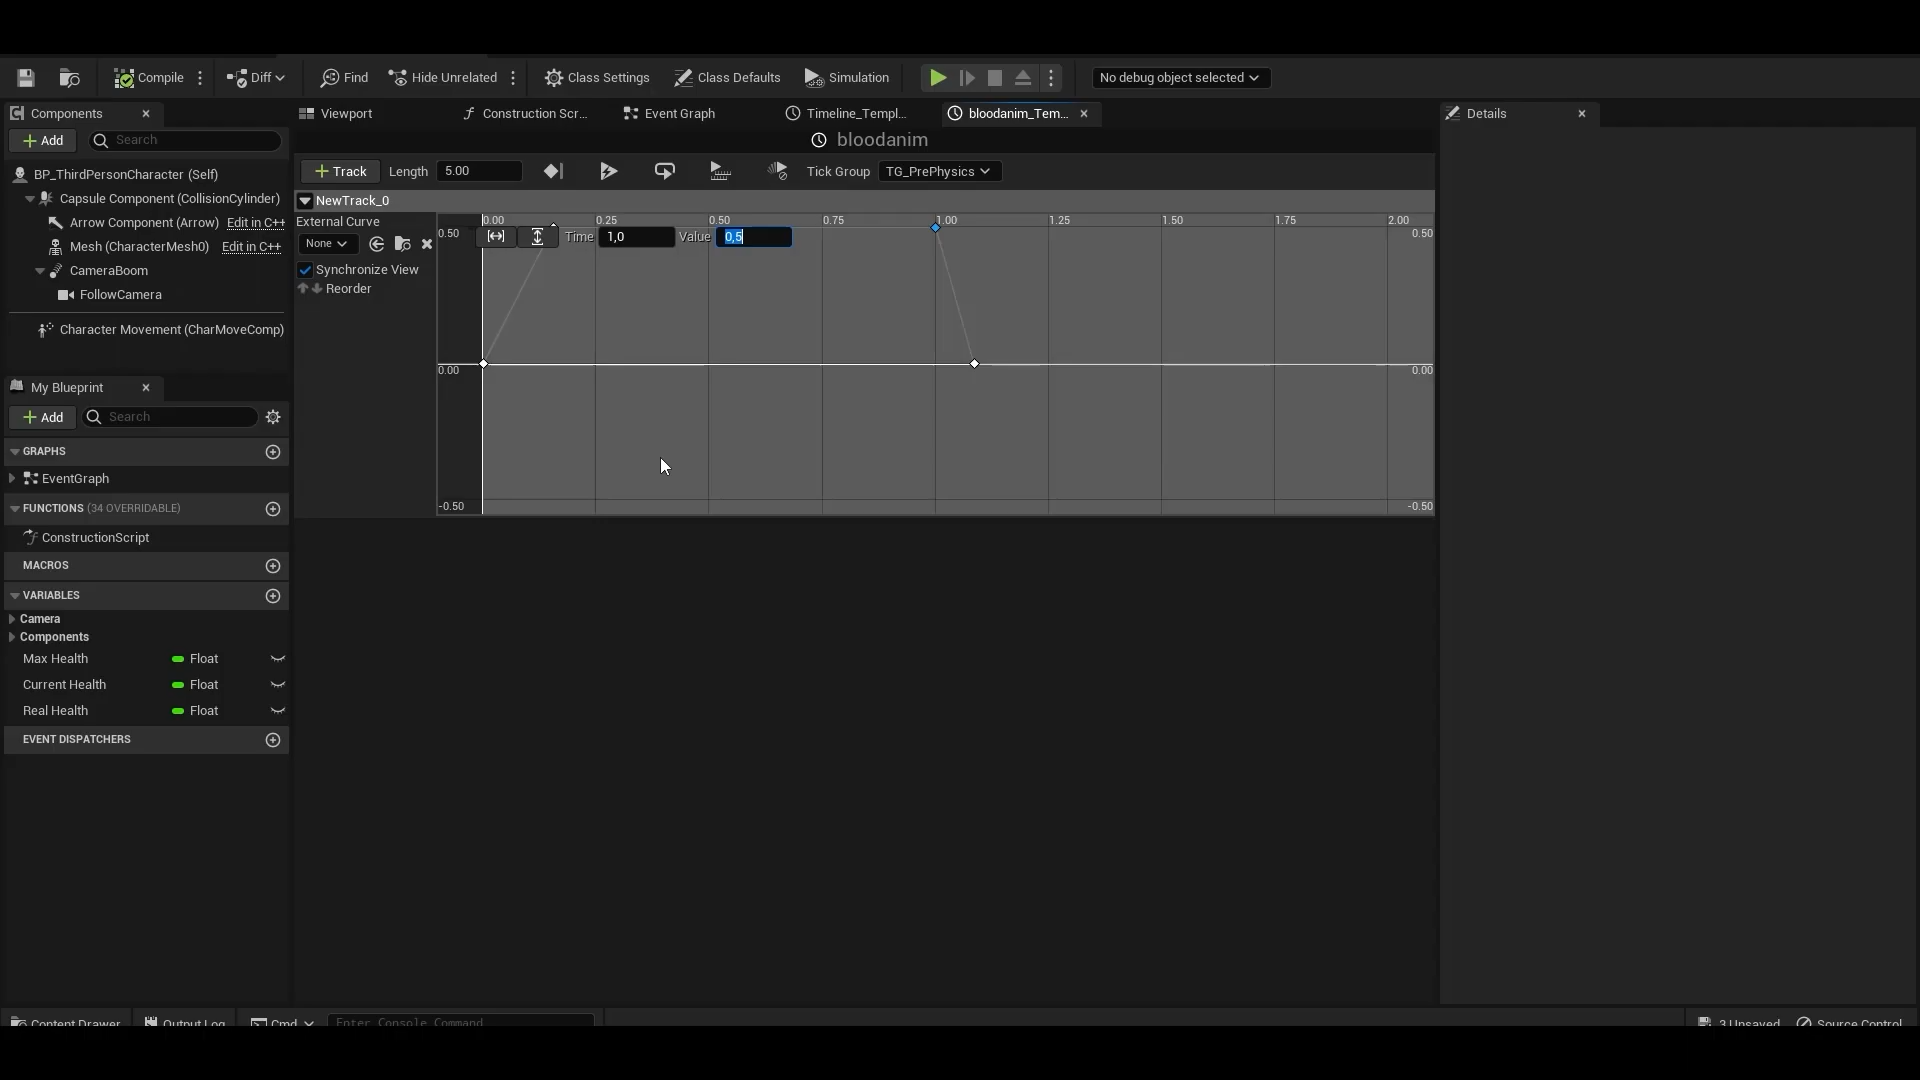 Compile
Diff
Find
Hide Unrelated
Class Settings
Class Defaults
Simulation
No debug object selected
Components
Viewport
Construction Scr...
Event Graph
Timeline_Templ...
bloodanim_Tem...
Details
Add
Search
bloodanim
Track
Length
5.00
Tick Group
TG_PrePhysics
BP_ThirdPersonCharacter (Self)
Capsule Component (CollisionCylinder)
Arrow Component (Arrow) Edit in C++
Mesh (CharacterMesh0) Edit in C++
CameraBoom
FollowCamera
Character Movement (CharMoveComp)
NewTrack_0
External Curve
None
Synchronize View
Reorder
0.00 0.25 0.50 0.75 1.00 1.25 1.50 1.75 2.00
0.50 Time 1,0 Value 0,5 0.50
0.00 0.00
-0.50 -0.50
My Blueprint
Add
Search
GRAPHS
EventGraph
FUNCTIONS (34 OVERRIDABLE)
ConstructionScript
MACROS
VARIABLES
Camera
Components
Max Health Float
Current Health Float
Real Health Float
EVENT DISPATCHERS
Content Drawer
Output Log
Cmd
Enter Console Command
3 Unsaved
Source Control